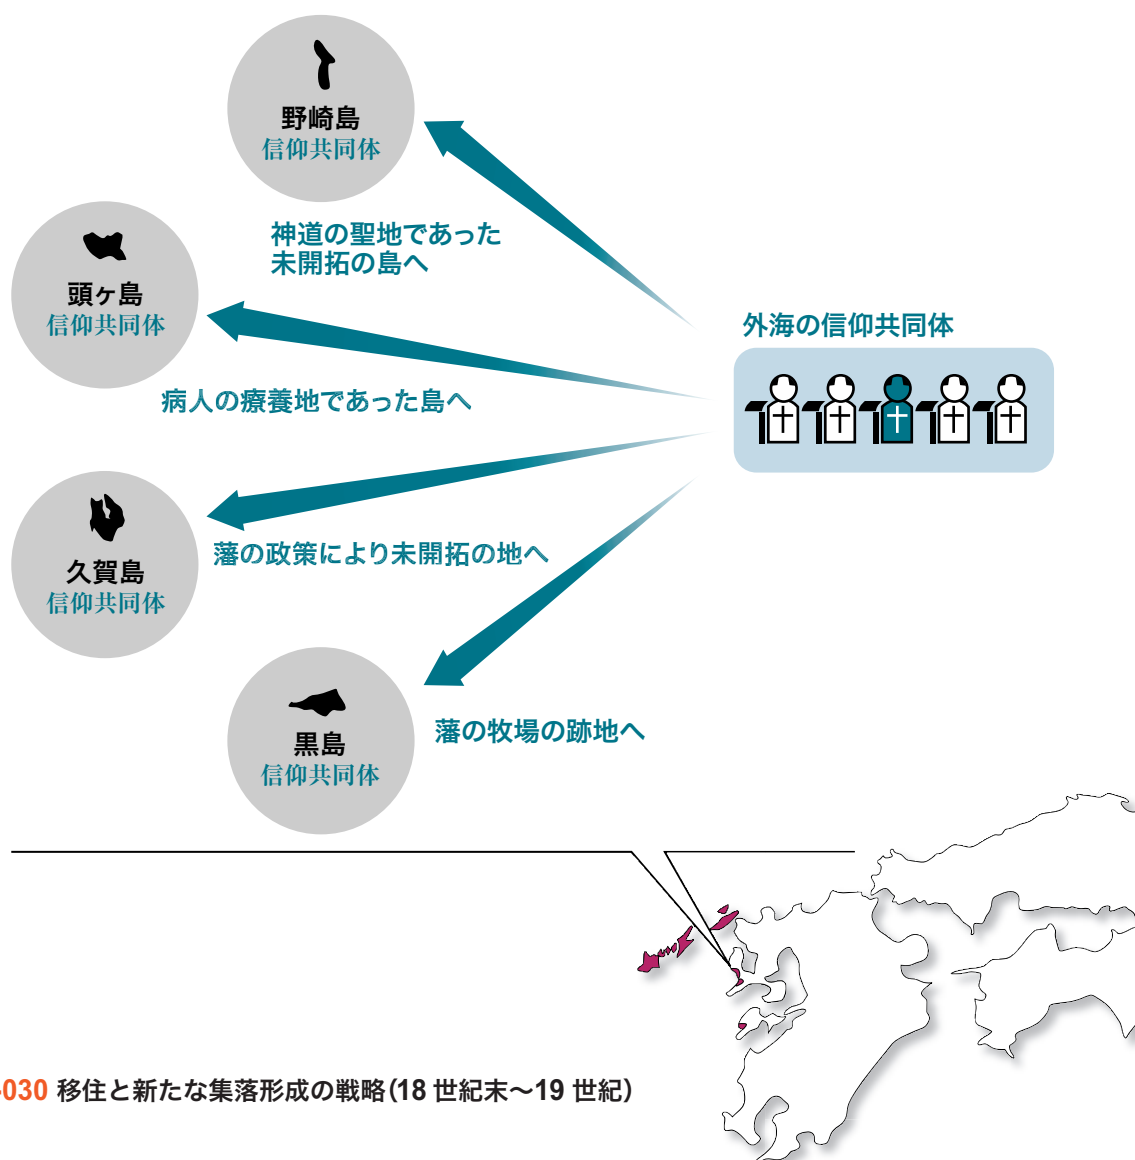 野崎島
信仰共同体
神道の聖地であった
未開拓の島へ
頭ヶ島
信仰共同体
病人の療養地であった島へ
外海の信仰共同体
久賀島
信仰共同体
藩の政策により未開拓の地へ
黒島
信仰共同体
藩の牧場の跡地へ
030 移住と新たな集落形成の戦略(18 世紀末〜19 世紀)